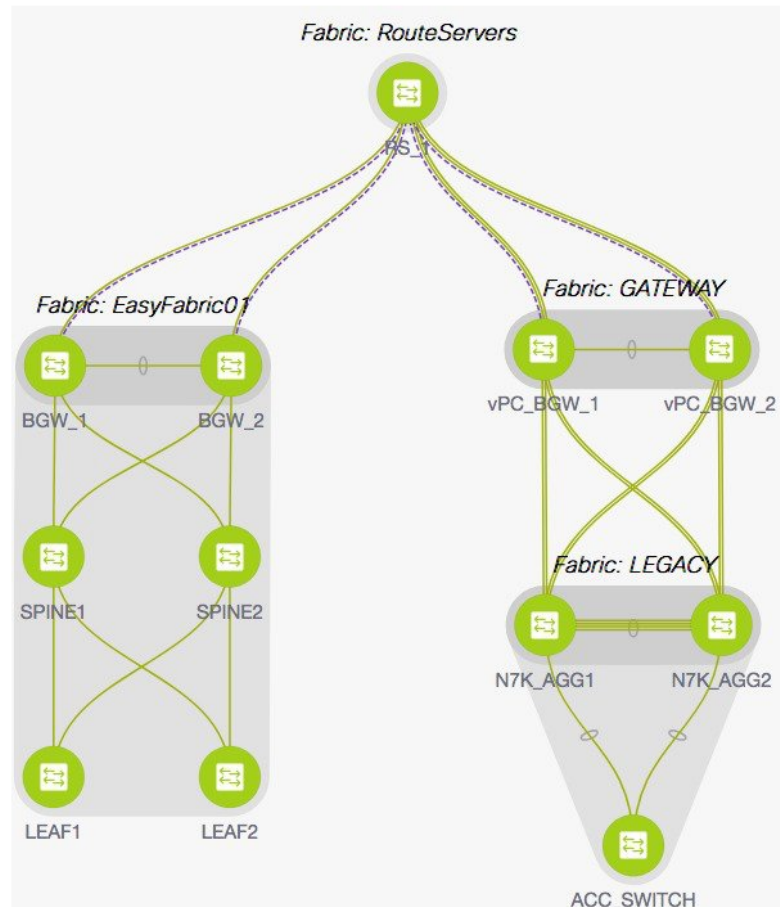 Fabric: RouteServers
RS_1
Fabric: EasyFabric01
Fabric: GATEWAY
BGW_1
BGW_2
vPC_BGW_1
vPC_BGW_2
Fabric: LEGACY
SPINE1
SPINE2
N7K_AGG1
N7K_AGG2
LEAF1
LEAF2
ACC_SWITCH